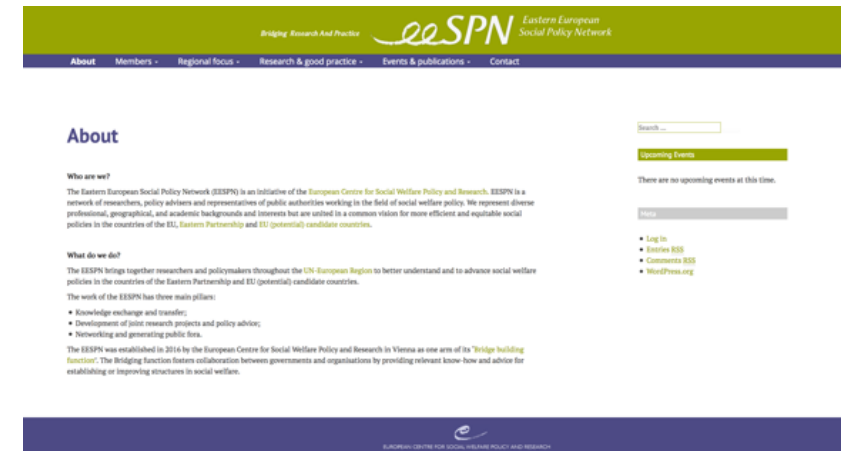 Bridging Research And Practice
eeSPN
Eastern European
Social Policy Network
About Members - Regional focus - Research & good practice - Events & publications - Contact
About
Who are we?
The Eastern European Social Policy Network (EESPN) is an initiative of the European Centre for Social Welfare Policy and Research. EESPN is a
network of researchers, policy advisers and representatives of public authorities working in the field of social welfare policy. We represent diverse
professional, geographical, and academic backgrounds and interests but are united in a common vision for more efficient and equitable social
policies in the countries of the EU, Eastern Partnership and EU (potential) candidate countries.
What do we do?
The EESPN brings together researchers and policymakers throughout the UN-European Region to better understand and to advance social welfare
policies in the countries of the Eastern Partnership and EU (potential) candidate countries.
The work of the EESPN has three main pillars:
• Knowledge exchange and transfer;
• Development of joint research projects and policy advice;
• Networking and generating public fora.
The EESPN was established in 2016 by the European Centre for Social Welfare Policy and Research in Vienna as one arm of its 'Bridge building
function'. The Bridging function fosters collaboration between governments and organisations by providing relevant know-how and advice for
establishing or improving structures in social welfare.
Search ...
Upcoming Events
There are no upcoming events at this time.
Meta
• Log in
• Entries RSS
• Comments RSS
• WordPress.org
EUROPEAN CENTRE FOR SOCIAL WELFARE POLICY AND RESEARCH